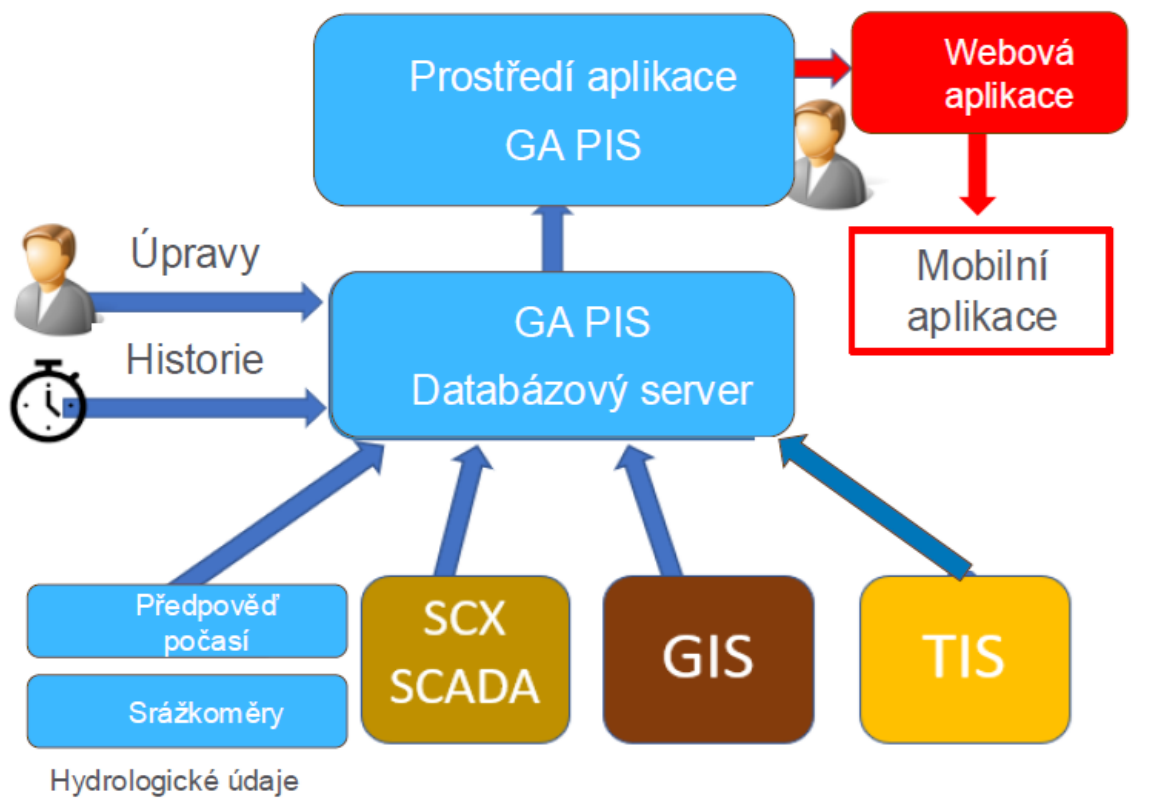 Prostředí aplikace
GA PIS
Webová
aplikace
Mobilní
aplikace
Úpravy
Historie
GA PIS
Databázový server
Předpověď
počasí
Srážkoměry
Hydrologické údaje
SCX
SCADA
GIS
TIS